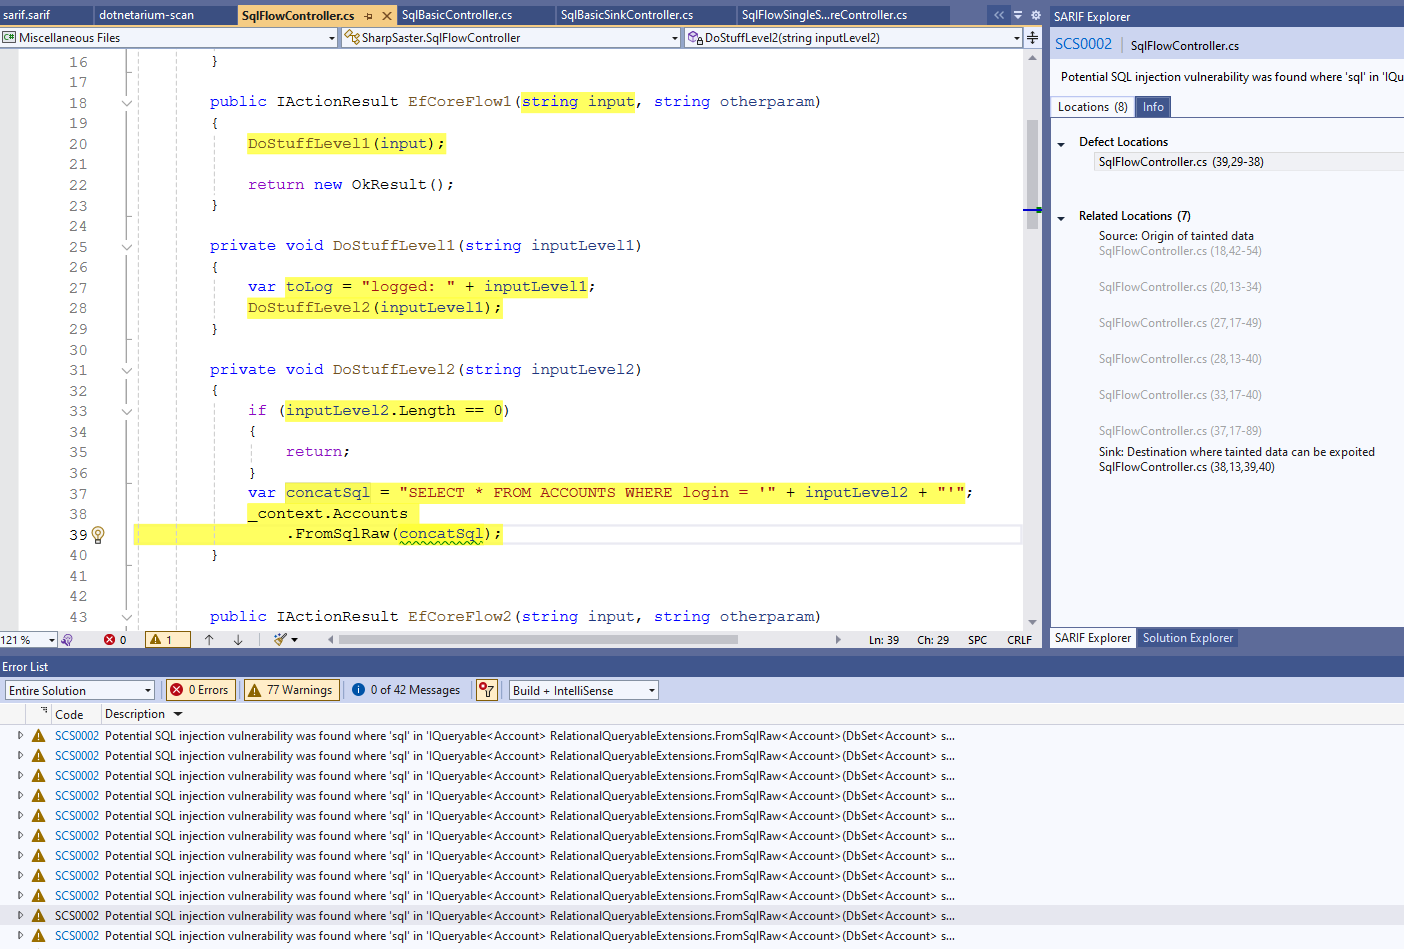 sarif.sarif
dotnetarium-scan
SqlFlowController.cs
SqlBasicController.cs
SqlBasicSinkController.cs
SqlFlowSingleS...reController.cs
Miscellaneous Files
SharpSaster.SqlFlowController
DoStuffLevel2(string inputLevel2)
16 }
17
18 public IActionResult EfCoreFlow1(string input, string otherparam)
19 {
20 DoStuffLevel1(input);
21
22 return new OkResult();
23 }
24
25 private void DoStuffLevel1(string inputLevel1)
26 {
27 var toLog = "logged: " + inputLevel1;
28 DoStuffLevel2(inputLevel1);
29 }
30
31 private void DoStuffLevel2(string inputLevel2)
32 {
33 if (inputLevel2.Length == 0)
34 {
35 return;
36 }
37 var concatSql = "SELECT * FROM ACCOUNTS WHERE login = '" + inputLevel2 + "'";
38 _context.Accounts
39 .FromSqlRaw(concatSql);
40 }
41
42
43 public IActionResult EfCoreFlow2(string input, string otherparam)
121 %
0
1
Ln: 39 Ch: 29 SPC CRLF
SARIF Explorer
SCS0002 SqlFlowController.cs
Potential SQL injection vulnerability was found where 'sql' in 'IQu
Locations (8) Info
Defect Locations
SqlFlowController.cs (39,29-38)
Related Locations (7)
Source: Origin of tainted data
SqlFlowController.cs (18,42-54)
SqlFlowController.cs (20,13-34)
SqlFlowController.cs (27,17-49)
SqlFlowController.cs (28,13-40)
SqlFlowController.cs (33,17-40)
SqlFlowController.cs (37,17-89)
Sink: Destination where tainted data can be expoited
SqlFlowController.cs (38,13,39,40)
SARIF Explorer Solution Explorer
Error List
Entire Solution 0 Errors 77 Warnings 0 of 42 Messages Build + IntelliSense
Code Description
SCS0002 Potential SQL injection vulnerability was found where 'sql' in 'IQueryable<Account> RelationalQueryableExtensions.FromSqlRaw<Account>(DbSet<Account> s...
SCS0002 Potential SQL injection vulnerability was found where 'sql' in 'IQueryable<Account> RelationalQueryableExtensions.FromSqlRaw<Account>(DbSet<Account> s...
SCS0002 Potential SQL injection vulnerability was found where 'sql' in 'IQueryable<Account> RelationalQueryableExtensions.FromSqlRaw<Account>(DbSet<Account> s...
SCS0002 Potential SQL injection vulnerability was found where 'sql' in 'IQueryable<Account> RelationalQueryableExtensions.FromSqlRaw<Account>(DbSet<Account> s...
SCS0002 Potential SQL injection vulnerability was found where 'sql' in 'IQueryable<Account> RelationalQueryableExtensions.FromSqlRaw<Account>(DbSet<Account> s...
SCS0002 Potential SQL injection vulnerability was found where 'sql' in 'IQueryable<Account> RelationalQueryableExtensions.FromSqlRaw<Account>(DbSet<Account> s...
SCS0002 Potential SQL injection vulnerability was found where 'sql' in 'IQueryable<Account> RelationalQueryableExtensions.FromSqlRaw<Account>(DbSet<Account> s...
SCS0002 Potential SQL injection vulnerability was found where 'sql' in 'IQueryable<Account> RelationalQueryableExtensions.FromSqlRaw<Account>(DbSet<Account> s...
SCS0002 Potential SQL injection vulnerability was found where 'sql' in 'IQueryable<Account> RelationalQueryableExtensions.FromSqlRaw<Account>(DbSet<Account> s...
SCS0002 Potential SQL injection vulnerability was found where 'sql' in 'IQueryable<Account> RelationalQueryableExtensions.FromSqlRaw<Account>(DbSet<Account> s...
SCS0002 Potential SQL injection vulnerability was found where 'sql' in 'IQueryable<Account> RelationalQueryableExtensions.FromSqlRaw<Account>(DbSet<Account> s...